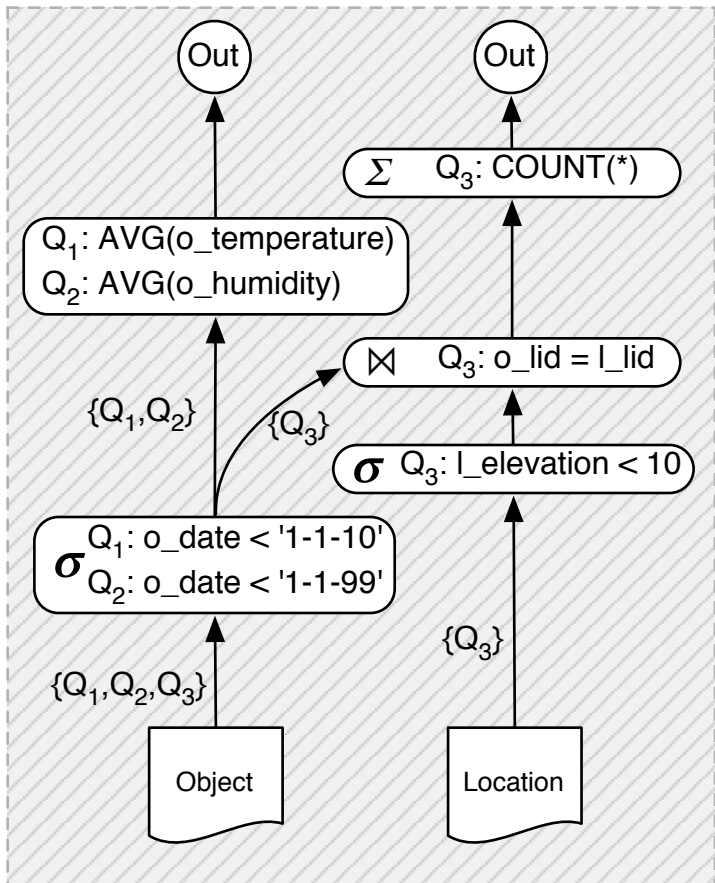 Out
Out
Σ Q3: COUNT(*)
Q1: AVG(o_temperature)
Q2: AVG(o_humidity)
⋈ Q3: o_lid = l_lid
{Q1,Q2}
{Q3}
σ Q3: l_elevation < 10
σ Q1: o_date < '1-1-10'
Q2: o_date < '1-1-99'
{Q3}
{Q1,Q2,Q3}
Object
Location